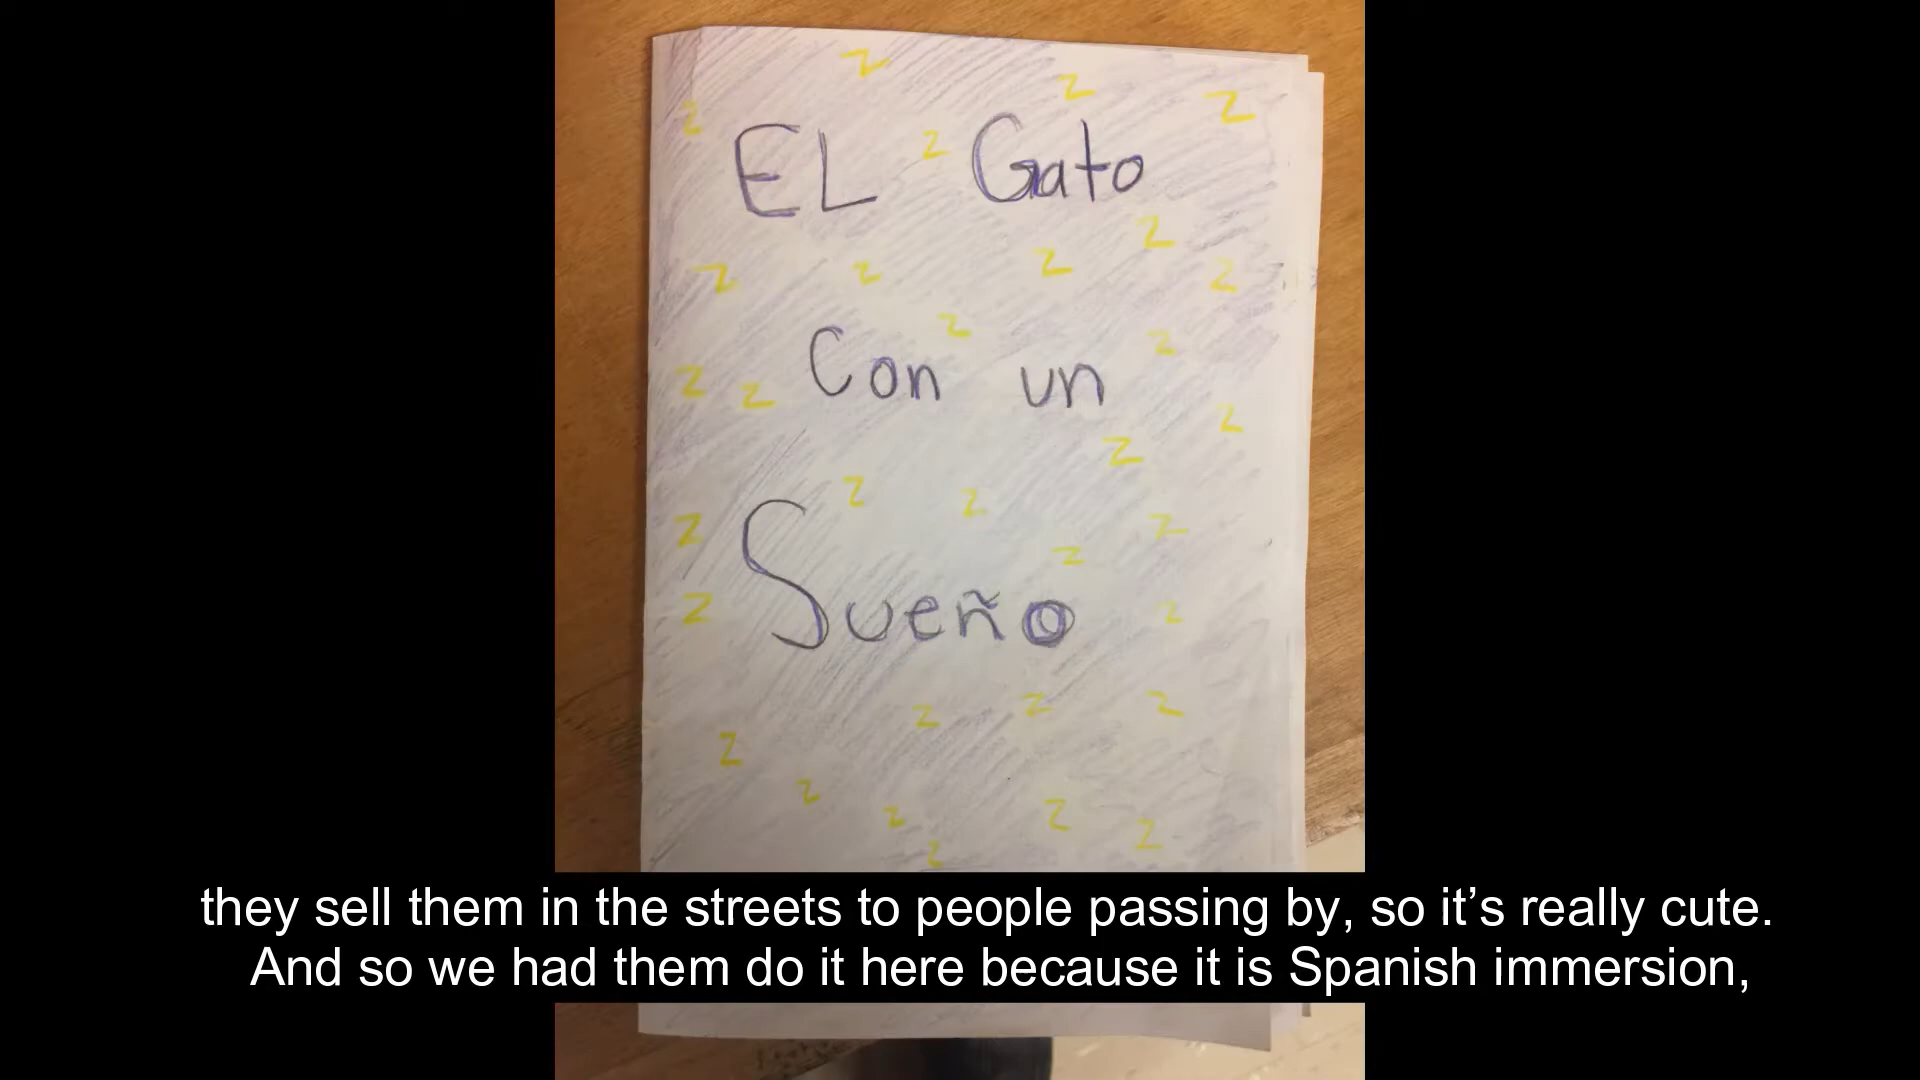 EL Gato
Con un
Sueño
they sell them in the streets to people passing by, so it’s really cute.
And so we had them do it here because it is Spanish immersion,